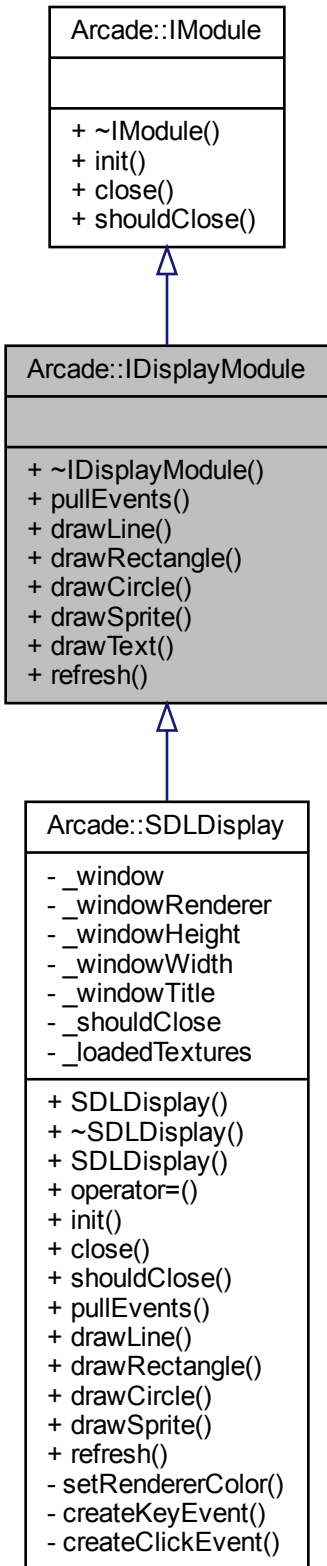 Arcade::IModule
+ ~IModule()
+ init()
+ close()
+ shouldClose()
Arcade::IDisplayModule
+ ~IDisplayModule()
+ pullEvents()
+ drawLine()
+ drawRectangle()
+ drawCircle()
+ drawSprite()
+ drawText()
+ refresh()
Arcade::SDLDisplay
- _window
- _windowRenderer
- _windowHeight
- _windowWidth
- _windowTitle
- _shouldClose
- _loadedTextures
+ SDLDisplay()
+ ~SDLDisplay()
+ SDLDisplay()
+ operator=()
+ init()
+ close()
+ shouldClose()
+ pullEvents()
+ drawLine()
+ drawRectangle()
+ drawCircle()
+ drawSprite()
+ refresh()
- setRendererColor()
- createKeyEvent()
- createClickEvent()